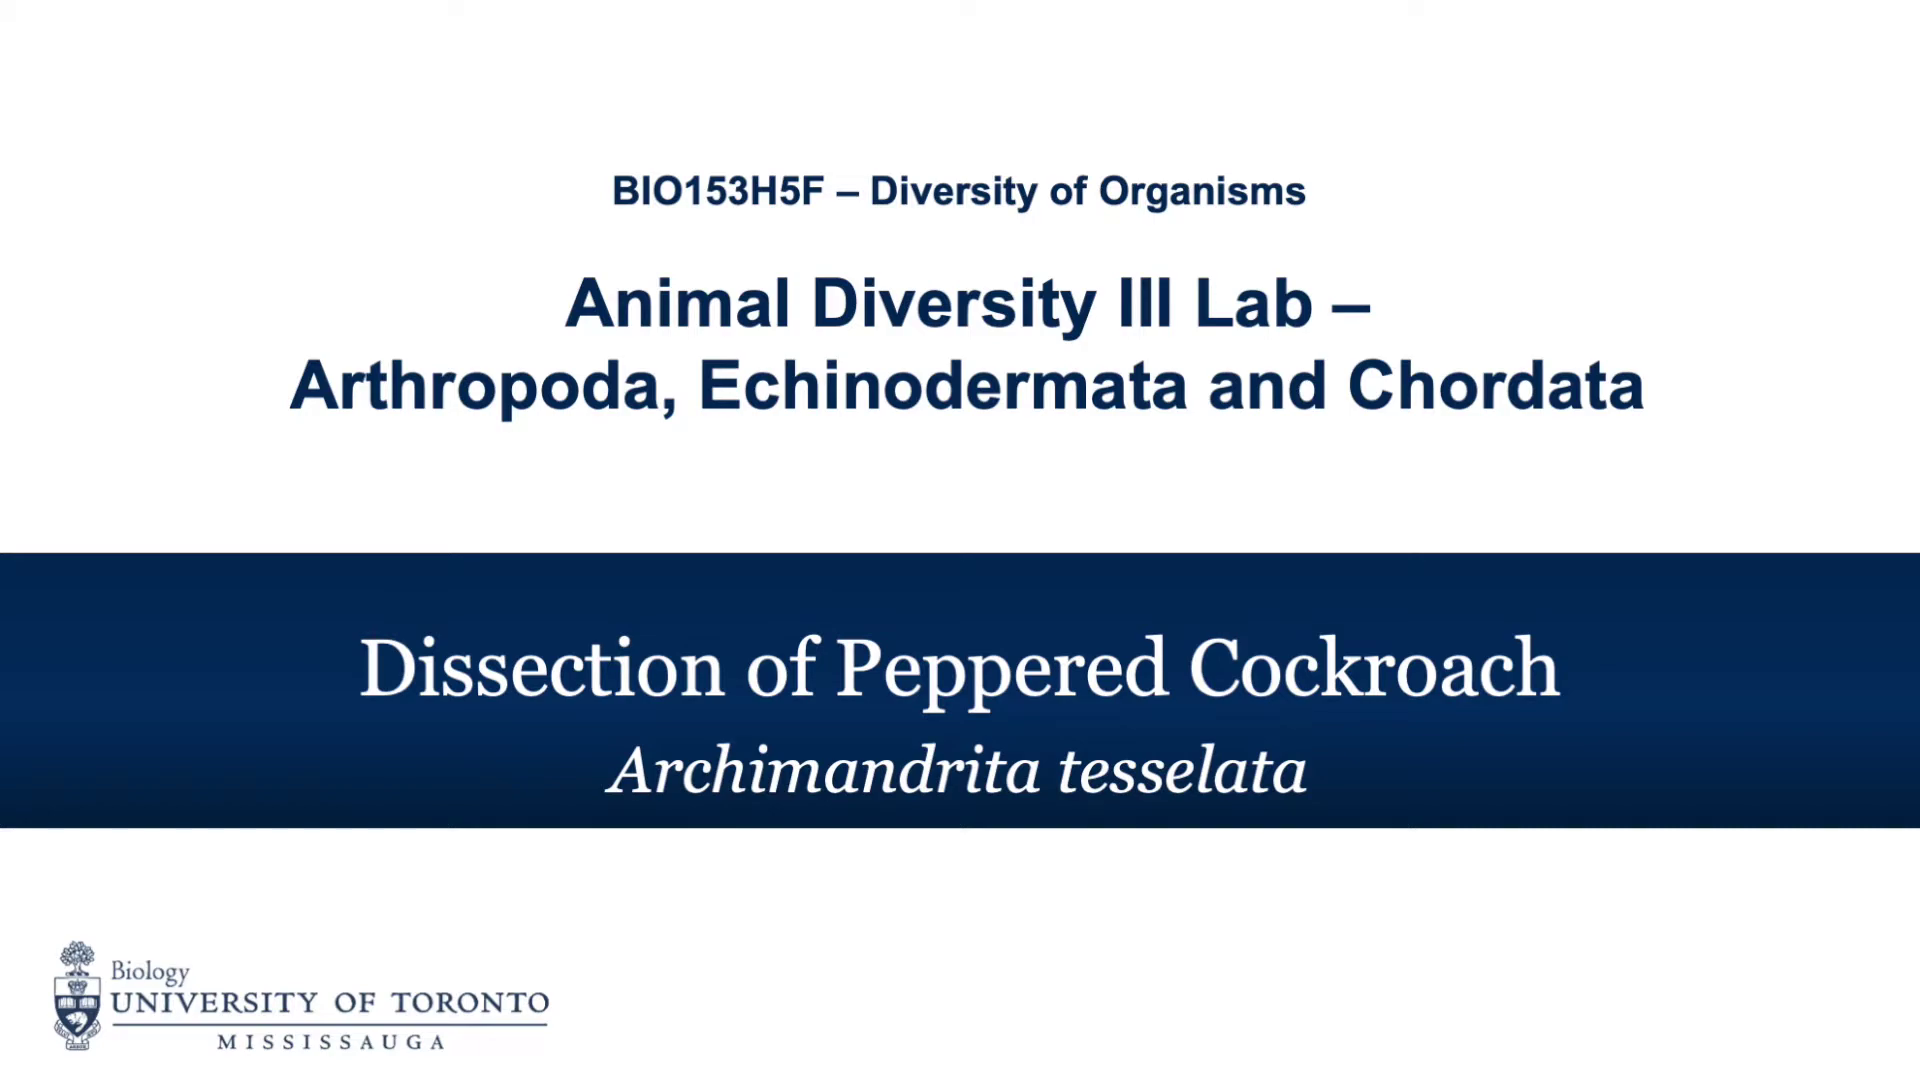 BIO153H5F – Diversity of Organisms
Animal Diversity III Lab –
Arthropoda, Echinodermata and Chordata
Dissection of Peppered Cockroach
Archimandrita tesselata
Biology
UNIVERSITY OF TORONTO
MISSISSAUGA